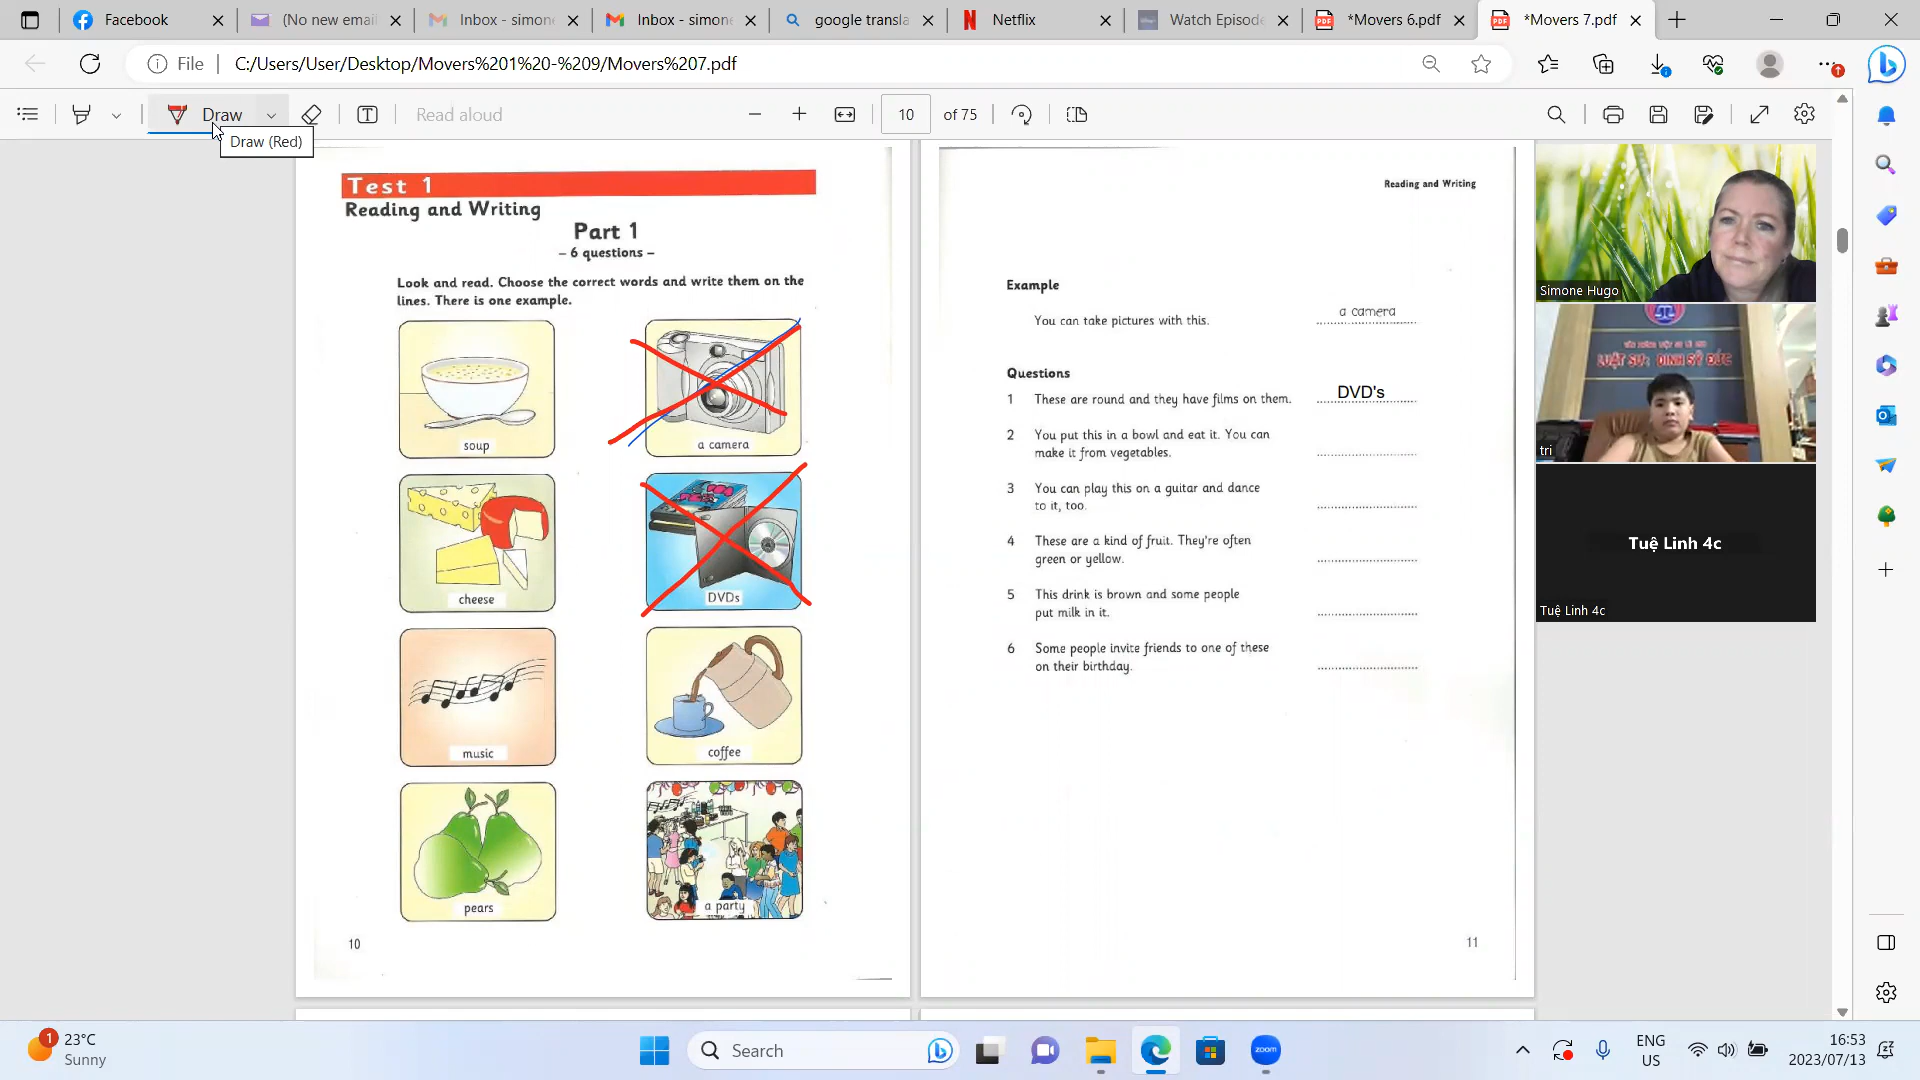 Facebook
(No new emai
Inbox - simon
Inbox - simon
google transla
Netflix
Watch Episode
*Movers 6.pdf
*Movers 7.pdf
File
C:/Users/User/Desktop/Movers%201%20-%209/Movers%207.pdf
Draw
Read aloud
10
of 75
Draw (Red)
Test 1
Reading and Writing
Part 1
– 6 questions –
Look and read. Choose the correct words and write them on the
lines. There is one example.
soup
a camera
cheese
DVDs
music
coffee
pears
a party
10
Reading and Writing
Example
You can take pictures with this.
a camera
Questions
1 These are round and they have films on them.
DVD's
2 You put this in a bowl and eat it. You can
make it from vegetables.
3 You can play this on a guitar and dance
to it, too.
4 These are a kind of fruit. They're often
green or yellow.
5 This drink is brown and some people
put milk in it.
6 Some people invite friends to one of these
on their birthday.
11
Simone Hugo
LUẬT SƯ: ĐINH SỸ ĐỨC
tri
Tuệ Linh 4c
Tuệ Linh 4c
1
23°C
Sunny
Search
zoom
ENG
US
16:53
2023/07/13